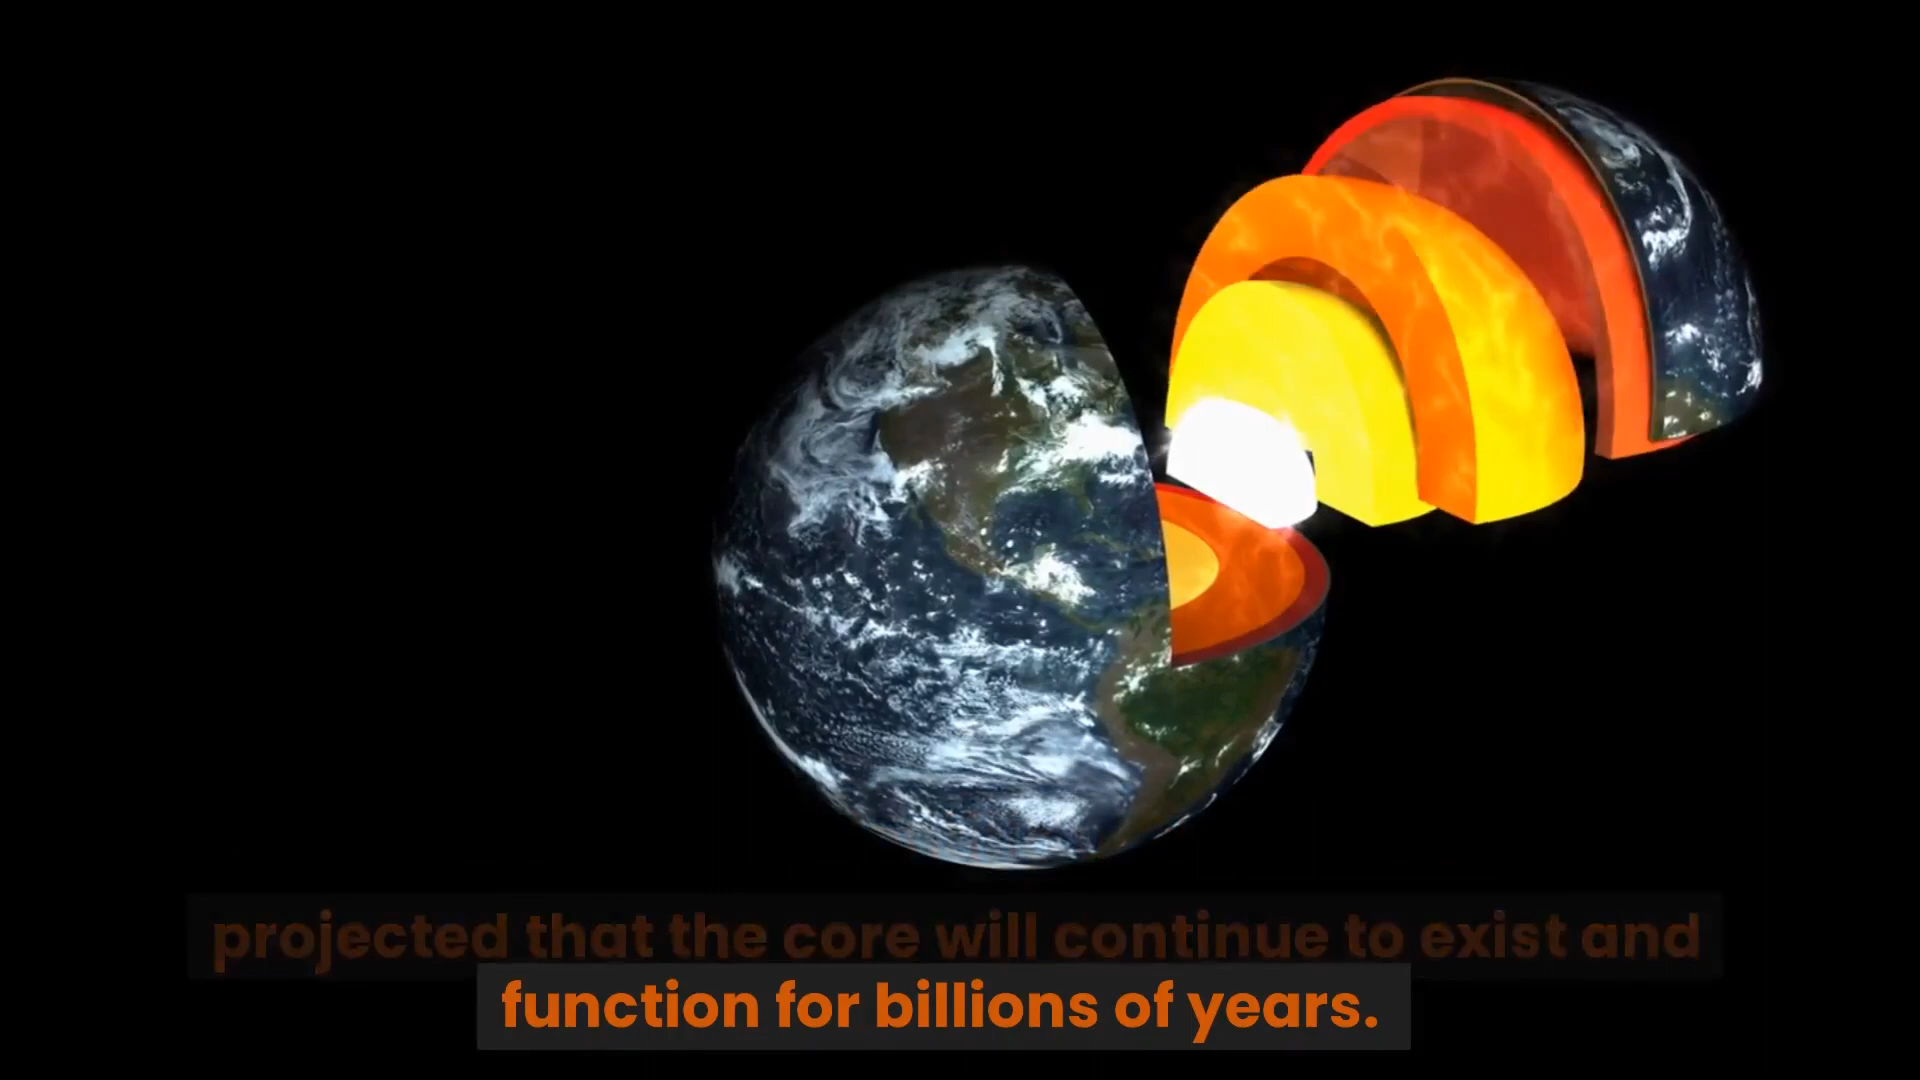 projected that the core will continue to exist and
function for billions of years.